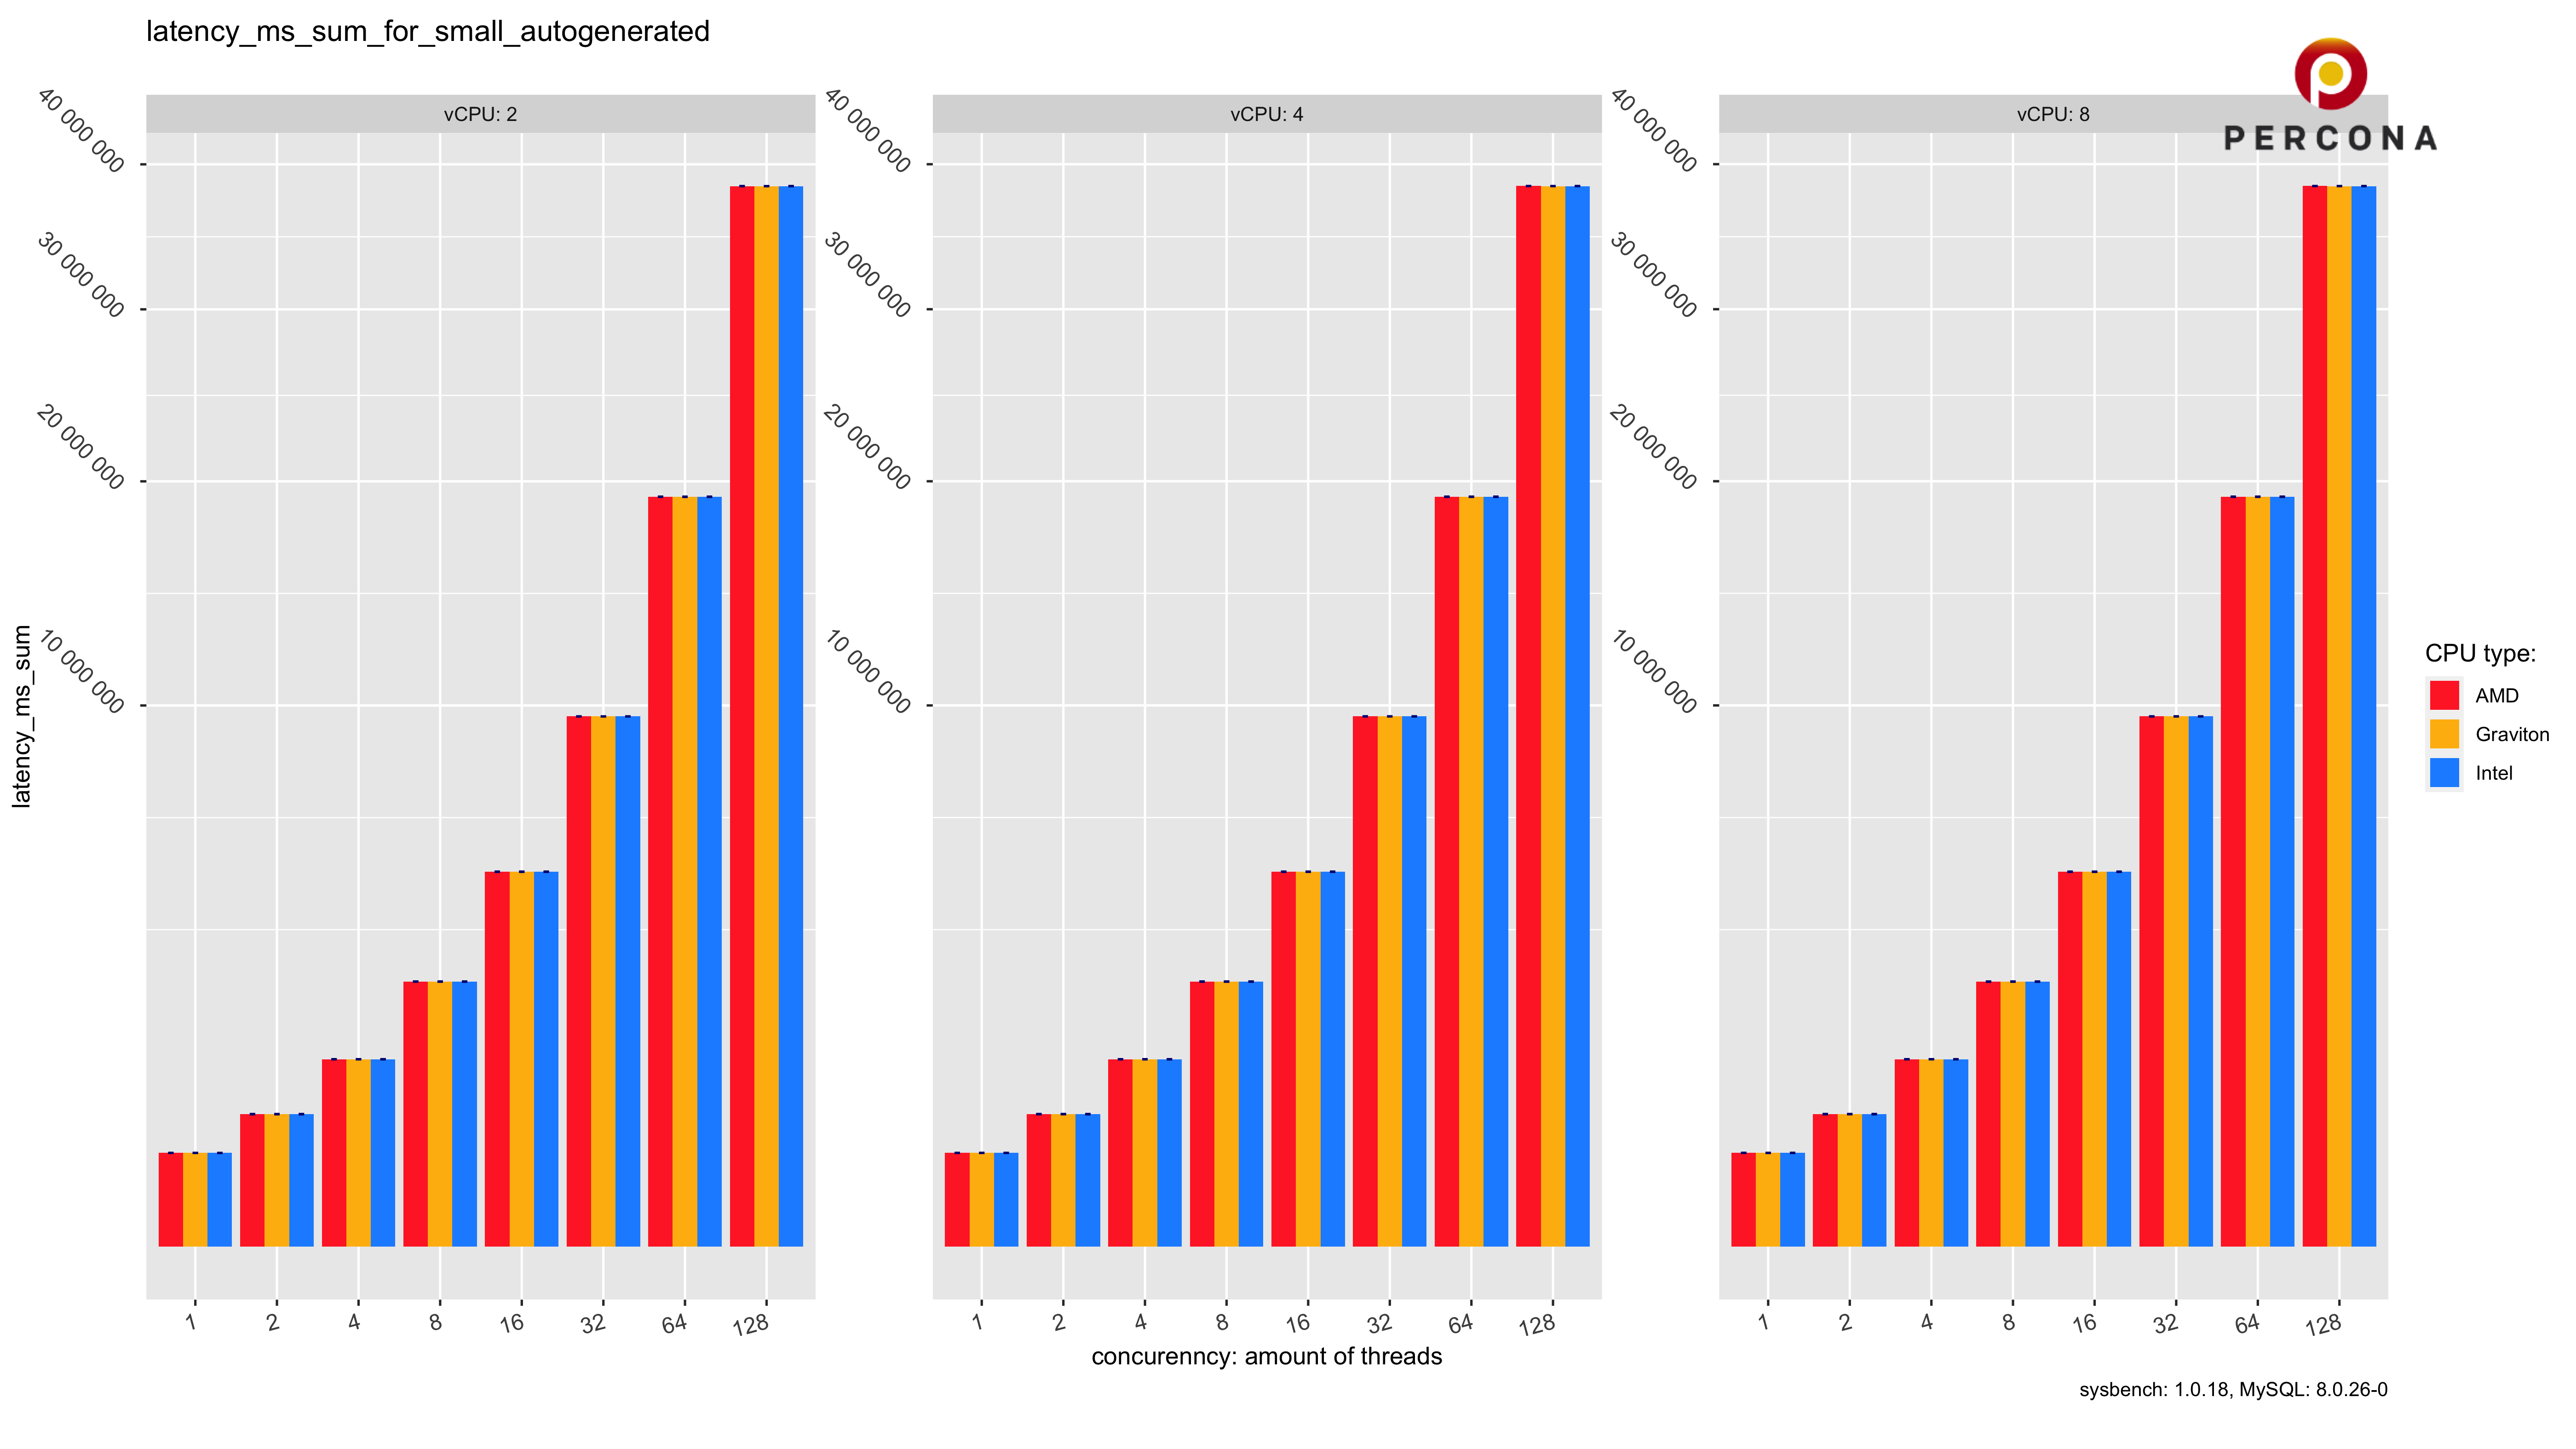 latency_ms_sum_for_small_autogenerated
PERCONA
vCPU: 2
vCPU: 4
vCPU: 8
latency_ms_sum
40 000 000
30 000 000
20 000 000
10 000 000
40 000 000
30 000 000
20 000 000
10 000 000
40 000 000
30 000 000
20 000 000
10 000 000
CPU type:
AMD
Graviton
Intel
1 2 4 8 16 32 64 128
1 2 4 8 16 32 64 128
1 2 4 8 16 32 64 128
concurenncy: amount of threads
sysbench: 1.0.18, MySQL: 8.0.26-0